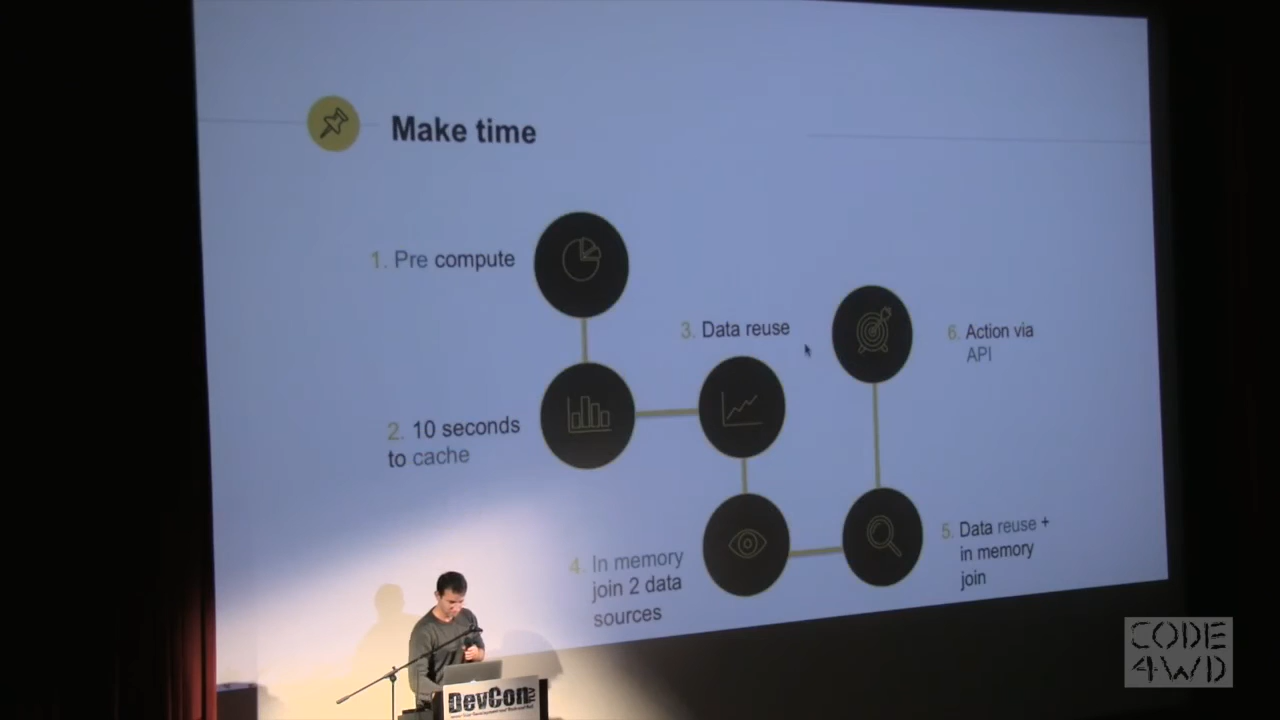 Make time
1. Pre compute
2. 10 seconds
to cache
3. Data reuse
4. In memory
join 2 data
sources
5. Data reuse +
in memory
join
6. Action via
API
DevCon
CODE
4WD